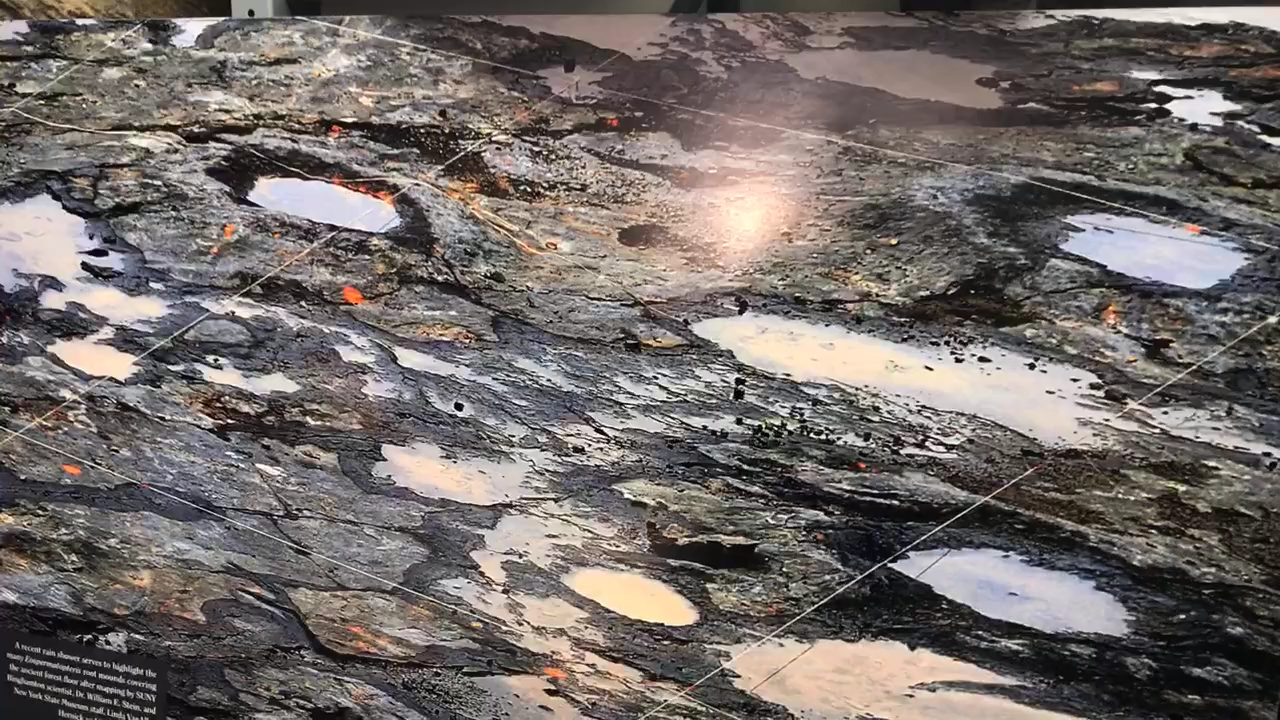 A recent rain shower serves to highlight the
many Eospermatopteris root mounds covering
the ancient forest floor after mapping by SUNY
Binghamton scientist, Dr. William E. Stein, and
New York State Museum staff, Linda